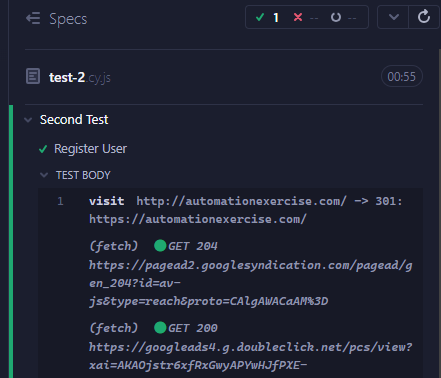 Specs
1 -- --
test-2.cy.js
00:55
Second Test
Register User
TEST BODY
1 visit http://automationexercise.com/ -> 301:
https://automationexercise.com/
(fetch) GET 204
https://pagead2.googlesyndication.com/pagead/g
en_204?id=av-
js&type=reach&proto=CAlgAWACaAM%3D
(fetch) GET 200
https://googleads4.g.doubleclick.net/pcs/view?
xai=AKAOjstr6xfRxGwyAPYwHJfPXE-